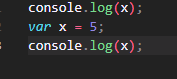 console.log(x);
var x = 5;
console.log(x);